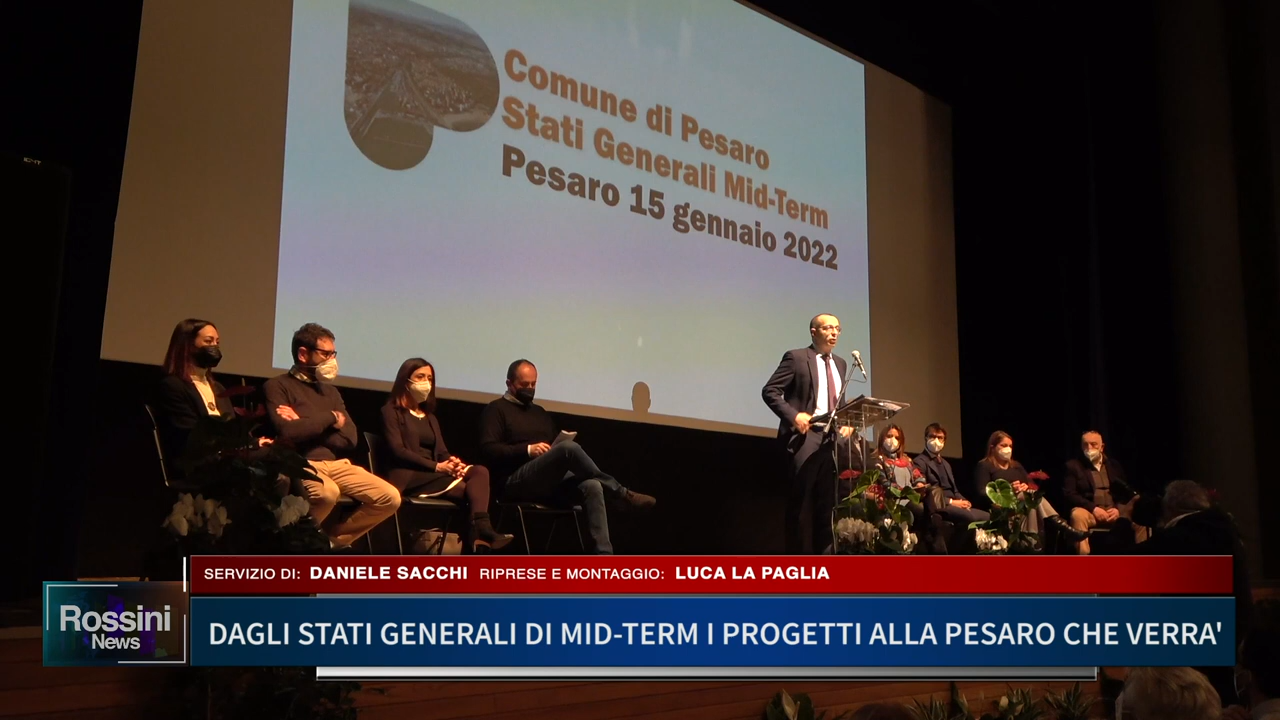 Comune di Pesaro
Stati Generali Mid-Term
Pesaro 15 gennaio 2022
SERVIZIO DI: DANIELE SACCHI RIPRESE E MONTAGGIO: LUCA LA PAGLIA
Rossini
News
DAGLI STATI GENERALI DI MID-TERM I PROGETTI ALLA PESARO CHE VERRA'